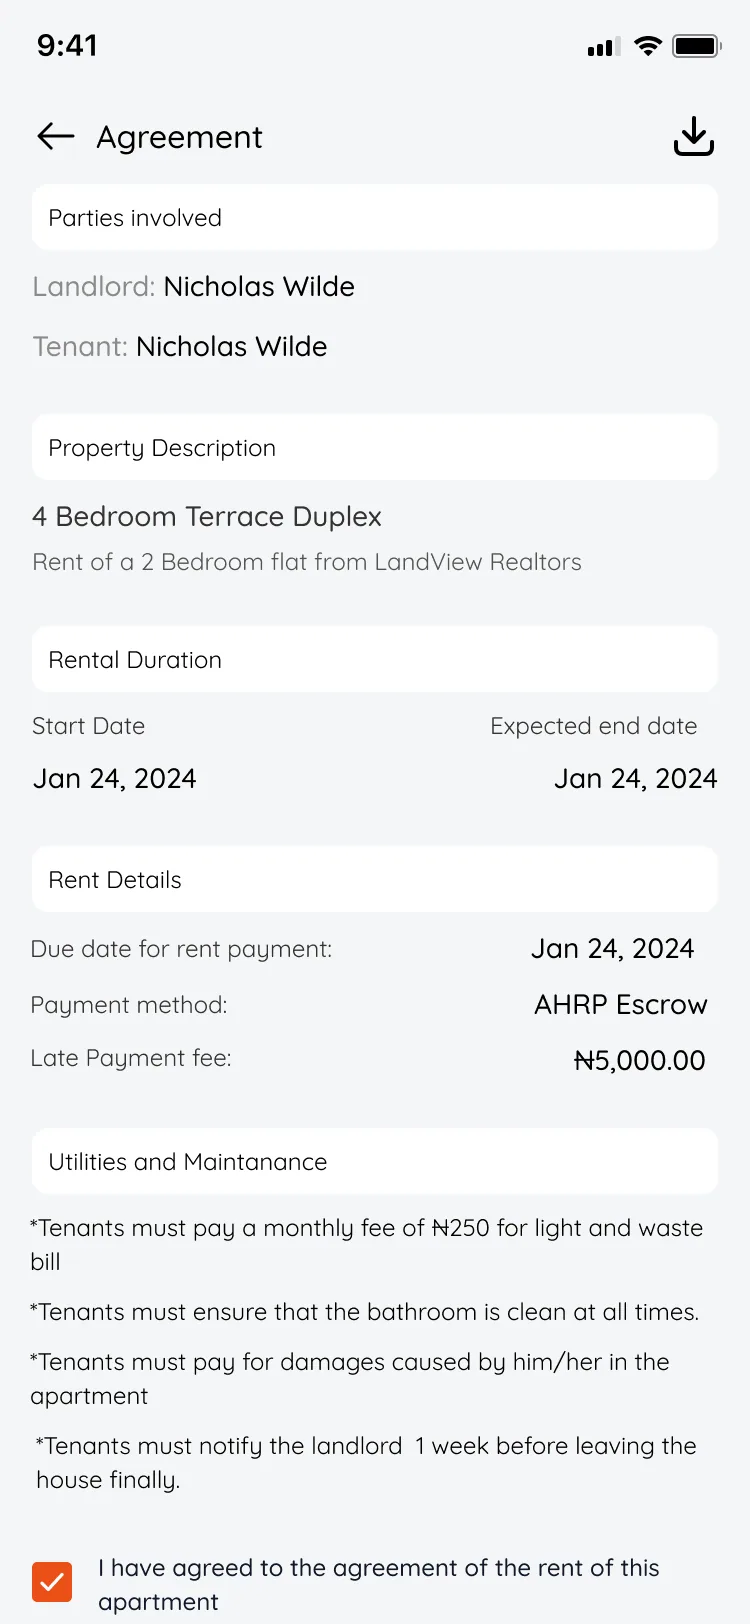 9:41
Agreement
Parties involved
Landlord: Nicholas Wilde
Tenant: Nicholas Wilde
Property Description
4 Bedroom Terrace Duplex
Rent of a 2 Bedroom flat from LandView Realtors
Rental Duration
Start Date Expected end date
Jan 24, 2024 Jan 24, 2024
Rent Details
Due date for rent payment: Jan 24, 2024
Payment method: AHRP Escrow
Late Payment fee: ₦5,000.00
Utilities and Maintanance
*Tenants must pay a monthly fee of ₦250 for light and waste
bill
*Tenants must ensure that the bathroom is clean at all times.
*Tenants must pay for damages caused by him/her in the
apartment
*Tenants must notify the landlord 1 week before leaving the
house finally.
I have agreed to the agreement of the rent of this
apartment